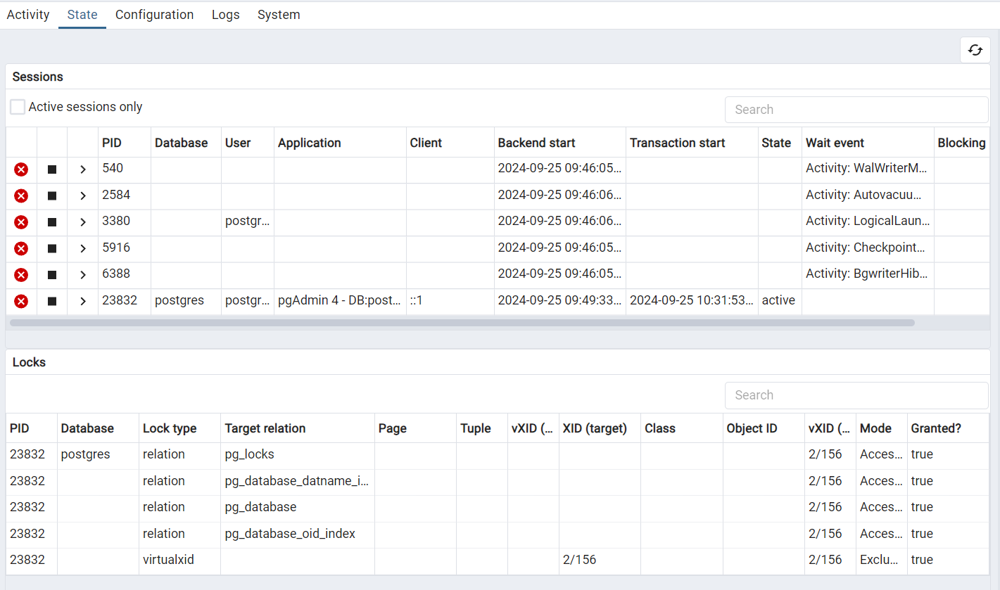 Activity State Configuration Logs System
Sessions
Active sessions only Search
PID Database User Application Client Backend start Transaction start State Wait event Blocking
540 2024-09-25 09:46:05... Activity: WalWriterM...
2584 2024-09-25 09:46:06... Activity: Autovacuu...
3380 postgr... 2024-09-25 09:46:06... Activity: LogicalLaun...
5916 2024-09-25 09:46:05... Activity: Checkpoint...
6388 2024-09-25 09:46:05... Activity: BgwriterHib...
23832 postgres postgr... pgAdmin 4 - DB:post... ::1 2024-09-25 09:49:33... 2024-09-25 10:31:53... active
Locks
Search
PID Database Lock type Target relation Page Tuple vXID (... XID (target) Class Object ID vXID (... Mode Granted?
23832 postgres relation pg_locks 2/156 Acces... true
23832 relation pg_database_datname_i... 2/156 Acces... true
23832 relation pg_database 2/156 Acces... true
23832 relation pg_database_oid_index 2/156 Acces... true
23832 virtualxid 2/156 2/156 Exclu... true